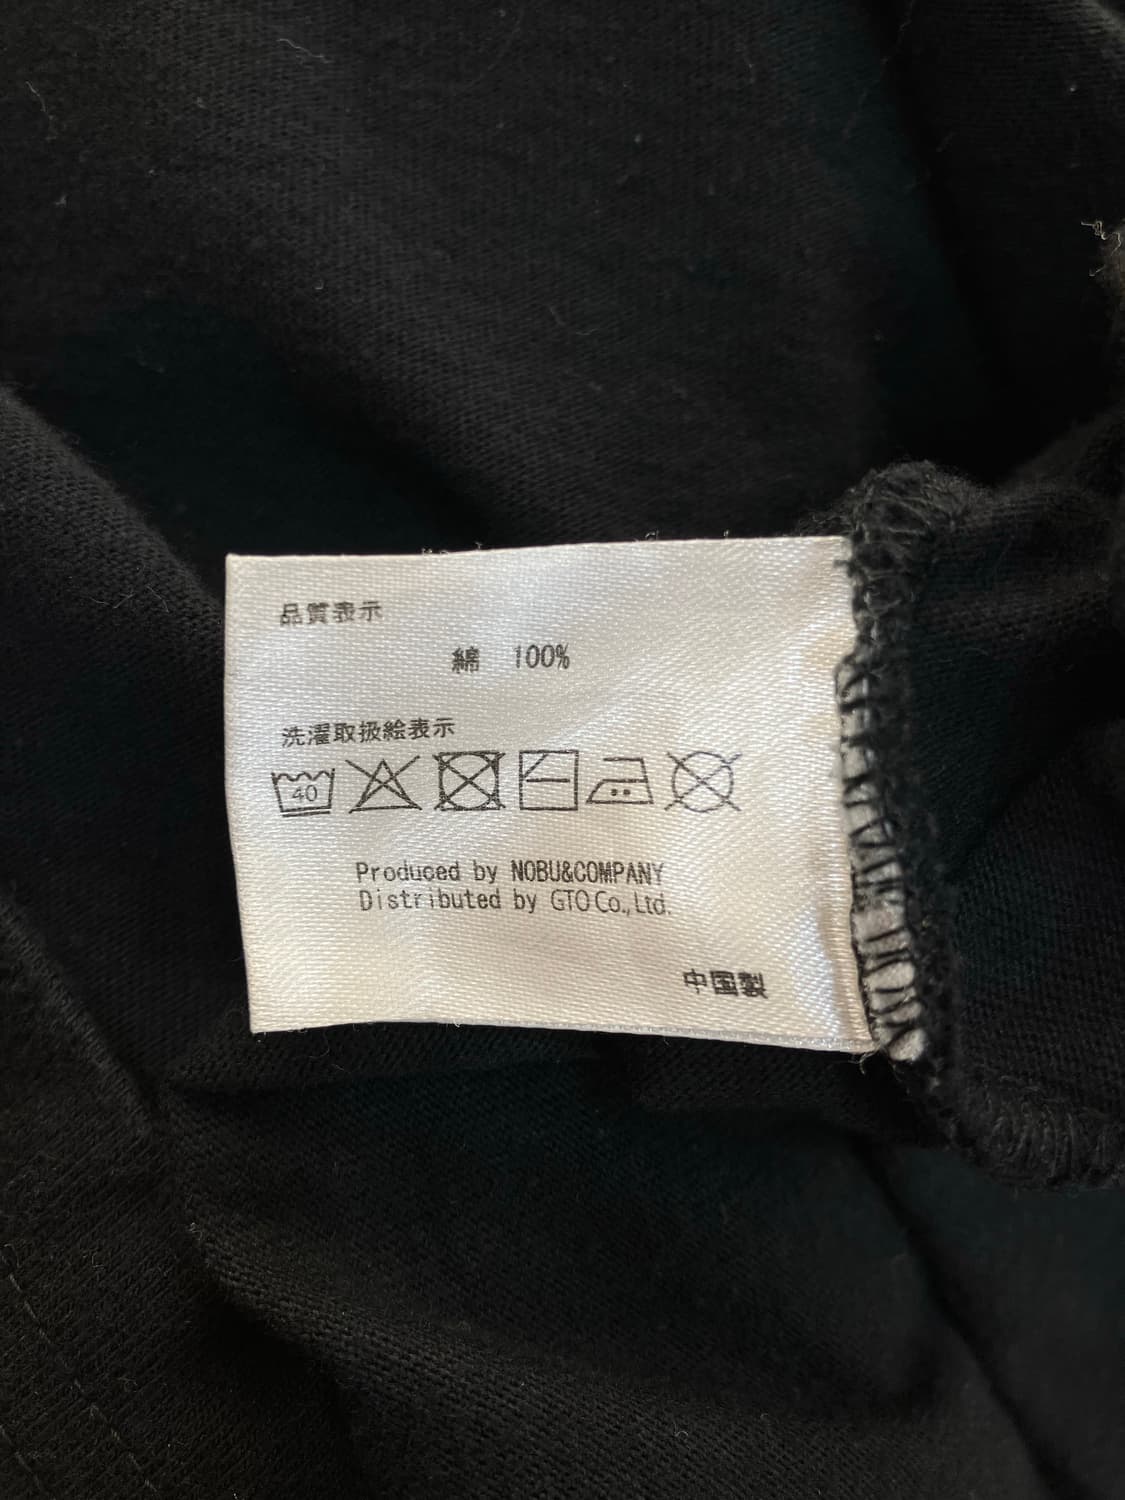 品質表示
綿 100%
洗濯取扱絵表示
40
Produced by NOBU&COMPANY
Distributed by GTO Co., Ltd.
中国製